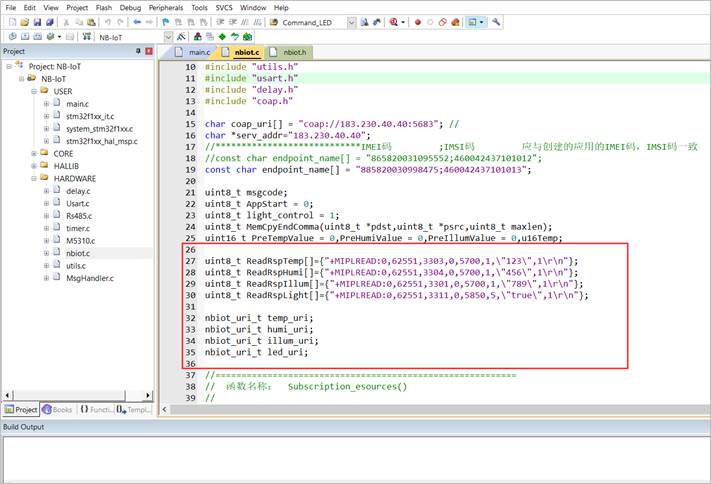 File Edit View Project Flash Debug Peripherals Tools SVCS Window Help
Command_LED
NB-IoT
Project
main.c nbiot.c nbiot.h
Project: NB-IoT
NB-IoT
USER
main.c
stm32f1xx_it.c
system_stm32f1xx.c
stm32f1xx_hal_msp.c
CORE
HALLIB
HARDWARE
delay.c
Usart.c
Rs485.c
timer.c
M5310.c
nbiot.c
utils.c
MsgHandler.c
Project Books {} Functi... Templ...
10 #include "utils.h"
11 #include "usart.h"
12 #include "delay.h"
13 #include "coap.h"
14
15 char coap_uri[] = "coap://183.230.40.40:5683"; //
16 char *serv_addr="183.230.40.40";
17 //****************************IMEI码 ;IMSI码 应与创建的应用的IMEI码，IMSI码一致
18 //const char endpoint_name[] = "865820031095552;460042437101012";
19 const char endpoint_name[] = "885820030998475;460042437101013";
20
21 uint8_t msgcode;
22 uint8_t AppStart = 0;
23 uint8_t light_control = 1;
24 uint8_t MemCpyEndComma(uint8_t *pdst,uint8_t *psrc,uint8_t maxlen);
25 uint16_t PreTempValue = 0,PreHumiValue = 0,PreIllumValue = 0,u16Temp;
26
27 uint8_t ReadRspTemp[]={"+MIPLREAD:0,62551,3303,0,5700,1,\"123\",1\r\n"};
28 uint8_t ReadRspHumi[]={"+MIPLREAD:0,62551,3304,0,5700,1,\"456\",1\r\n"};
29 uint8_t ReadRspIllum[]={"+MIPLREAD:0,62551,3301,0,5700,1,\"789\",1\r\n"};
30 uint8_t ReadRspLight[]={"+MIPLREAD:0,62551,3311,0,5850,5,\"true\",1\r\n"};
31
32 nbiot_uri_t temp_uri;
33 nbiot_uri_t humi_uri;
34 nbiot_uri_t illum_uri;
35 nbiot_uri_t led_uri;
36
37 //=========================================================
38 // 函数名称： Subscription_esources()
39 //
Build Output